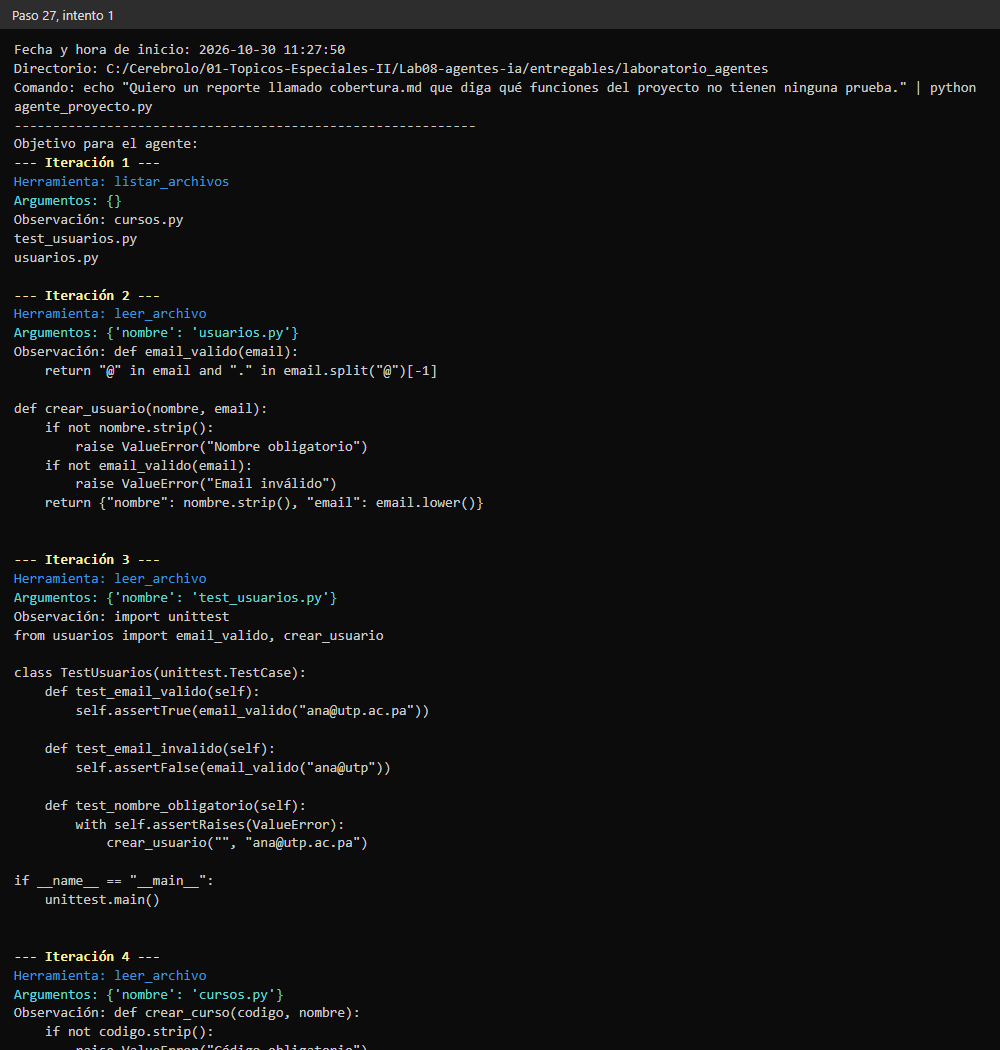 Paso 27, intento 1
Fecha y hora de inicio: 2026-10-30 11:27:50
Directorio: C:/Cerebrolo/01-Topicos-Especiales-II/Lab08-agentes-ia/entregables/laboratorio_agentes
Comando: echo "Quiero un reporte llamado cobertura.md que diga qué funciones del proyecto no tienen ninguna prueba." | python
agente_proyecto.py
------------------------------------------------------------
Objetivo para el agente:
--- Iteración 1 ---
Herramienta: listar_archivos
Argumentos: {}
Observación: cursos.py
test_usuarios.py
usuarios.py
--- Iteración 2 ---
Herramienta: leer_archivo
Argumentos: {'nombre': 'usuarios.py'}
Observación: def email_valido(email):
    return "@" in email and "." in email.split("@")[-1]
def crear_usuario(nombre, email):
    if not nombre.strip():
        raise ValueError("Nombre obligatorio")
    if not email_valido(email):
        raise ValueError("Email inválido")
    return {"nombre": nombre.strip(), "email": email.lower()}
--- Iteración 3 ---
Herramienta: leer_archivo
Argumentos: {'nombre': 'test_usuarios.py'}
Observación: import unittest
from usuarios import email_valido, crear_usuario
class TestUsuarios(unittest.TestCase):
    def test_email_valido(self):
        self.assertTrue(email_valido("ana@utp.ac.pa"))
    def test_email_invalido(self):
        self.assertFalse(email_valido("ana@utp"))
    def test_nombre_obligatorio(self):
        with self.assertRaises(ValueError):
            crear_usuario("", "ana@utp.ac.pa")
if __name__ == "__main__":
    unittest.main()
--- Iteración 4 ---
Herramienta: leer_archivo
Argumentos: {'nombre': 'cursos.py'}
Observación: def crear_curso(codigo, nombre):
    if not codigo.strip():
        raise ValueError("Código obligatorio")